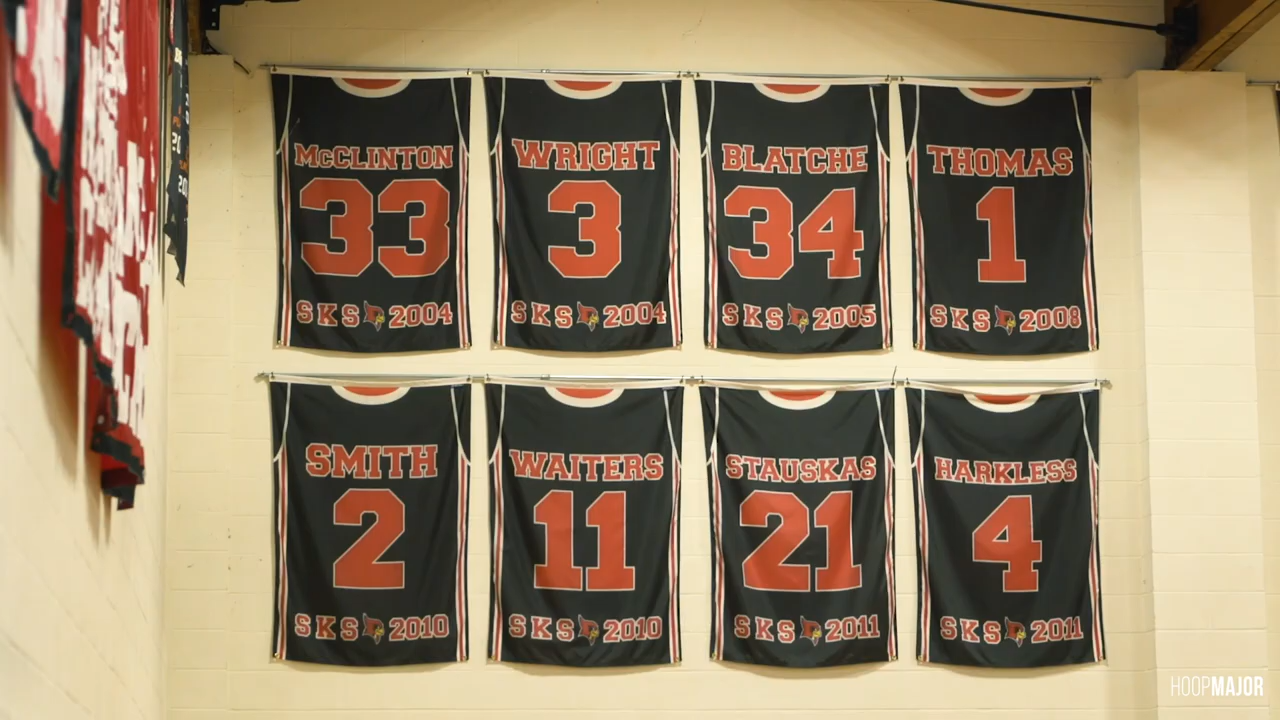 McCLINTON
33
SKS 2004
WRIGHT
3
SKS 2004
BLATCHE
34
SKS 2005
THOMAS
1
SKS 2008
SMITH
2
SKS 2010
WAITERS
11
SKS 2010
STAUSKAS
21
SKS 2011
HARKLESS
4
SKS 2011
HOOPMAJOR